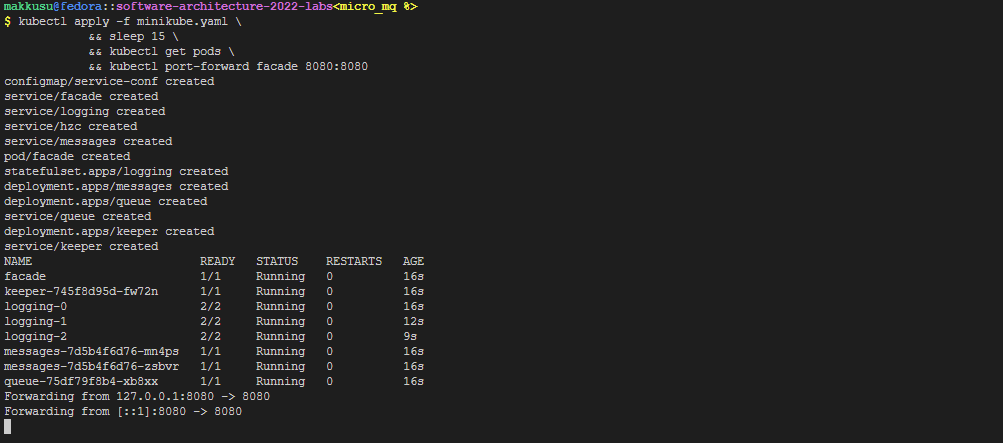 makkusu@fedora::software-architecture-2022-labs<micro_mq %>
$ kubectl apply -f minikube.yaml \
&& sleep 15 \
&& kubectl get pods \
&& kubectl port-forward facade 8080:8080
configmap/service-conf created
service/facade created
service/logging created
service/hzc created
service/messages created
pod/facade created
statefulset.apps/logging created
deployment.apps/messages created
deployment.apps/queue created
service/queue created
deployment.apps/keeper created
service/keeper created
NAME READY STATUS RESTARTS AGE
facade 1/1 Running 0 16s
keeper-745f8d95d-fw72n 1/1 Running 0 16s
logging-0 2/2 Running 0 16s
logging-1 2/2 Running 0 12s
logging-2 2/2 Running 0 9s
messages-7d5b4f6d76-mn4ps 1/1 Running 0 16s
messages-7d5b4f6d76-zsbvr 1/1 Running 0 16s
queue-75df79f8b4-xb8xx 1/1 Running 0 16s
Forwarding from 127.0.0.1:8080 -> 8080
Forwarding from [::1]:8080 -> 8080